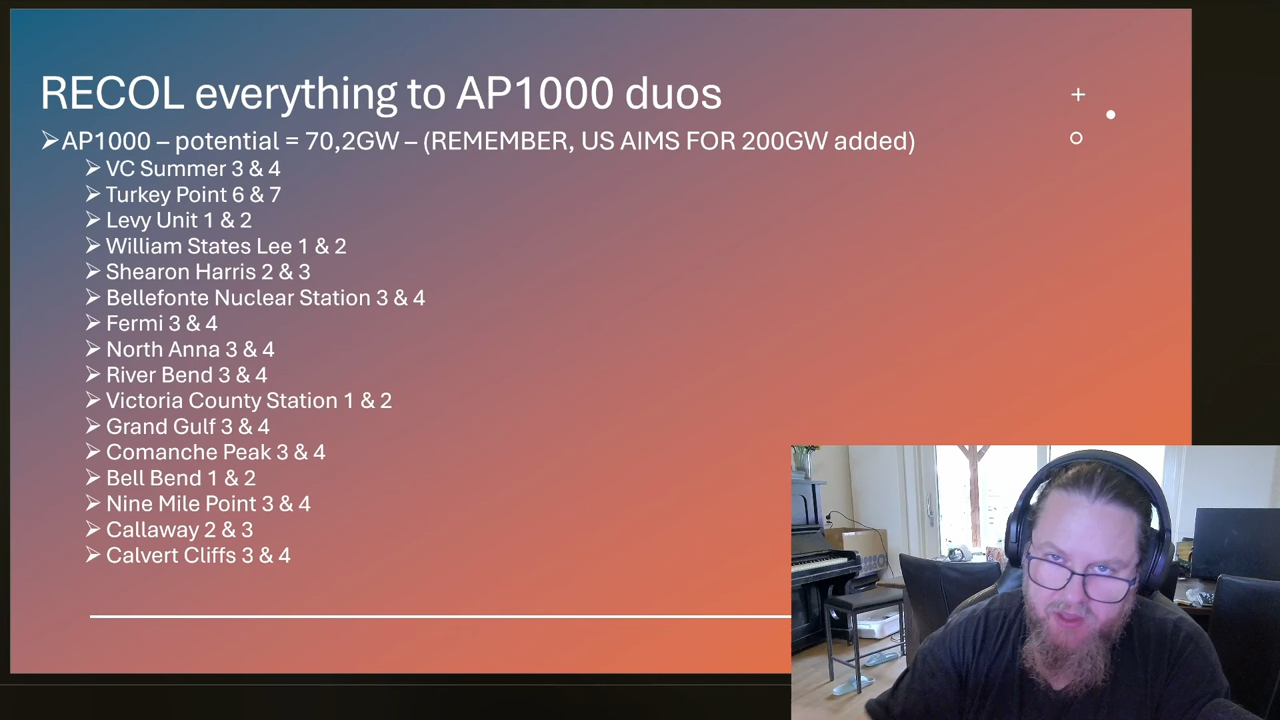 RECOL everything to AP1000 duos
AP1000 – potential = 70,2GW – (REMEMBER, US AIMS FOR 200GW added)
VC Summer 3 & 4
Turkey Point 6 & 7
Levy Unit 1 & 2
William States Lee 1 & 2
Shearon Harris 2 & 3
Bellefonte Nuclear Station 3 & 4
Fermi 3 & 4
North Anna 3 & 4
River Bend 3 & 4
Victoria County Station 1 & 2
Grand Gulf 3 & 4
Comanche Peak 3 & 4
Bell Bend 1 & 2
Nine Mile Point 3 & 4
Callaway 2 & 3
Calvert Cliffs 3 & 4